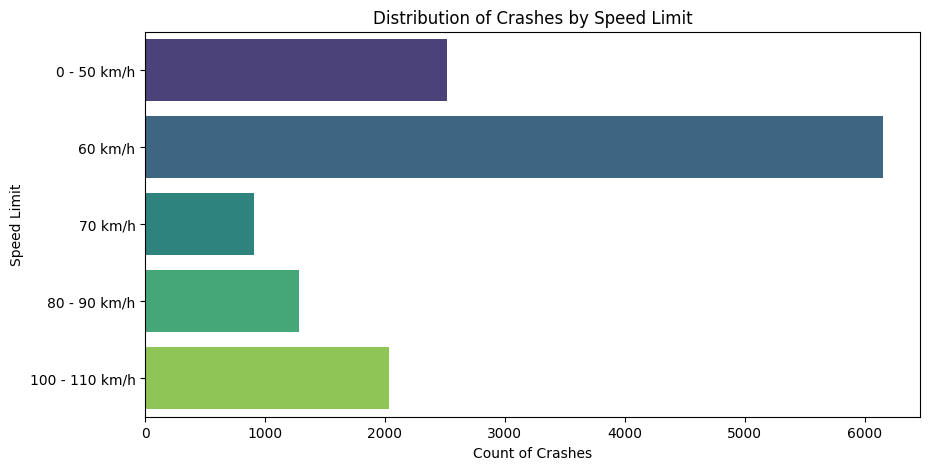 Distribution of Crashes by Speed Limit
Speed Limit
0 - 50 km/h
60 km/h
70 km/h
80 - 90 km/h
100 - 110 km/h
0 1000 2000 3000 4000 5000 6000
Count of Crashes